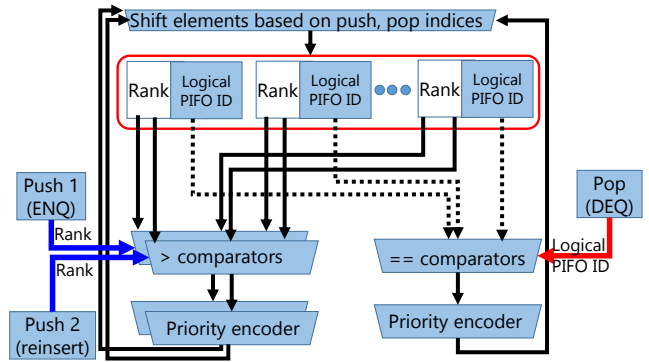 Shift elements based on push, pop indices
Rank
Logical
PIFO ID
Rank
Logical
PIFO ID
Rank
Logical
PIFO ID
Push 1
(ENQ)
Rank
Rank
Push 2
(reinsert)
> comparators
Priority encoder
== comparators
Priority encoder
Pop
(DEQ)
Logical
PIFO ID